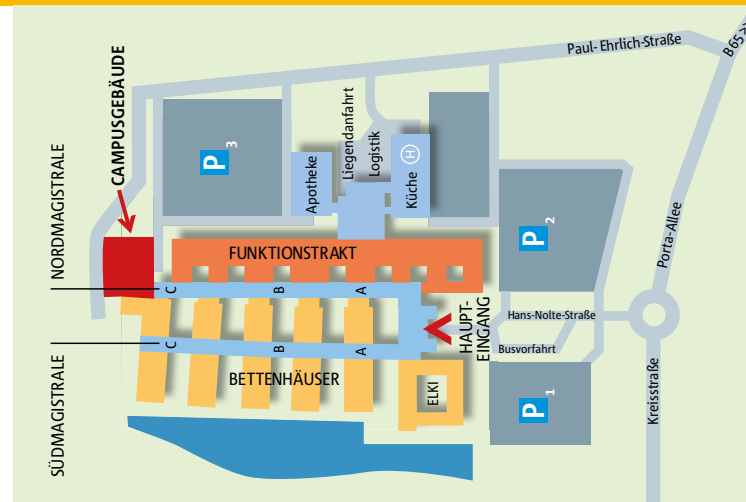 Paul-Ehrlich-Straße
B 65 >>
CAMPUSGEBÄUDE
NORDMAGISTRALE
P 3
Apotheke
Liegendanfahrt
Logistik
Küche
H
FUNKTIONSTRAKT
P 2
Porta-Allee
C
B
A
HAUPT-
EINGANG
Hans-Nolte-Straße
Busvorfahrt
C
B
A
BETTENHÄUSER
SÜDMAGISTRALE
ELKI
P 1
Kreisstraße